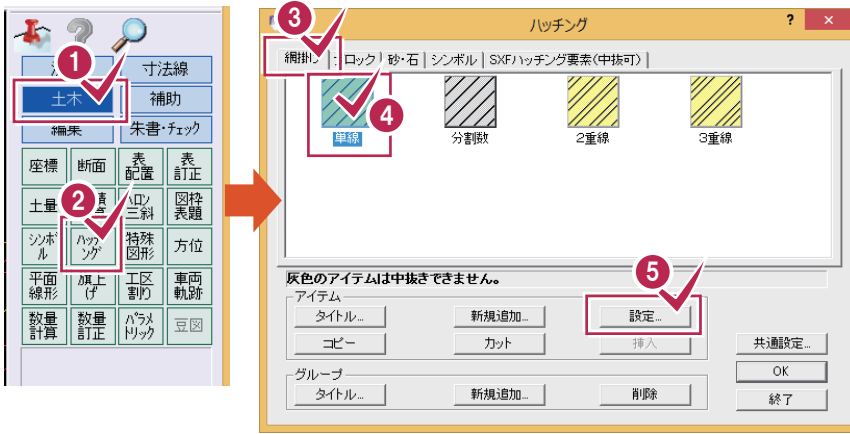 1
寸法線
土木
補助
編集
朱書・チェック
座標
断面
表
配置
表
訂正
土量
2
ハロン
三斜
図枠
表題
シンボ
ル
ハッチ
ング
特殊
図形
方位
平面
線形
旗上
げ
工区
割り
車両
軌跡
数量
計算
数量
訂正
パラメ
トリック
豆図
3
ハッチング
?
×
網掛け
ブロック
砂・石
シンボル
SXFハッチング要素(中抜可)
4
単線
分割数
2重線
3重線
5
灰色のアイテムは中抜きできません。
アイテム
タイトル...
新規追加...
設定...
コピー
カット
挿入
共通設定...
グループ
OK
タイトル...
新規追加...
削除
終了